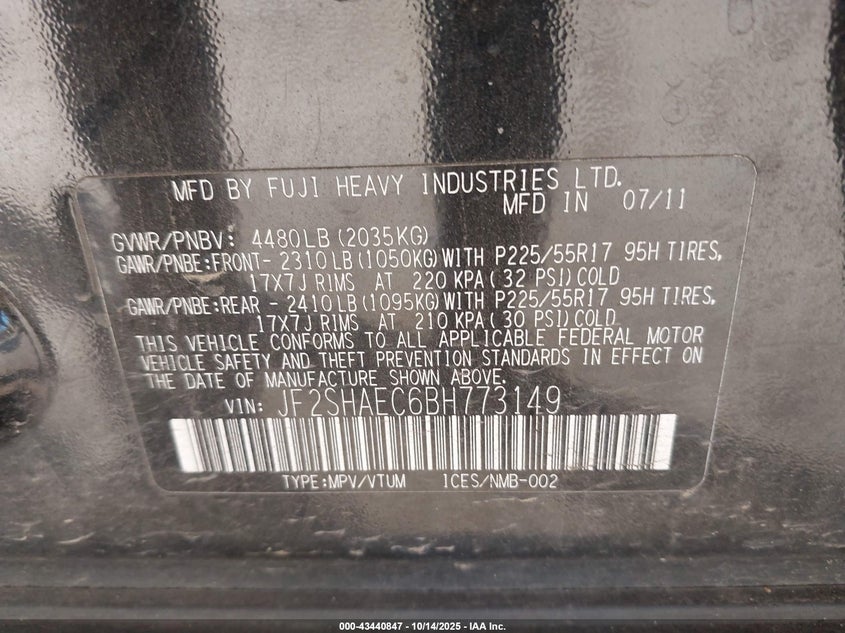 MFD BY FUJI HEAVY INDUSTRIES LTD.
MFD IN 07/11
GVWR/PNBV: 4480LB (2035KG)
GAWR/PNBE:FRONT- 2310 LB (1050KG) WITH P225/55R17 95H TIRES,
17X7J RIMS AT 220 KPA ( 32 PSI) COLD
GAWR/PNBE:REAR - 2410 LB (1095KG) WITH P225/55R17 95H TIRES,
17X7J RIMS AT 210 KPA ( 30 PSI) COLD.
THIS VEHICLE CONFORMS TO ALL APPLICABLE FEDERAL MOTOR
VEHICLE SAFETY AND THEFT PREVENTION STANDARDS IN EFFECT ON
THE DATE OF MANUFACTURE SHOWN ABOVE.
VIN: JF2SHAEC6BH773149
TYPE:MPV/VTUM ICES/NMB-002
000-43440847 - 10/14/2025 - IAA Inc.